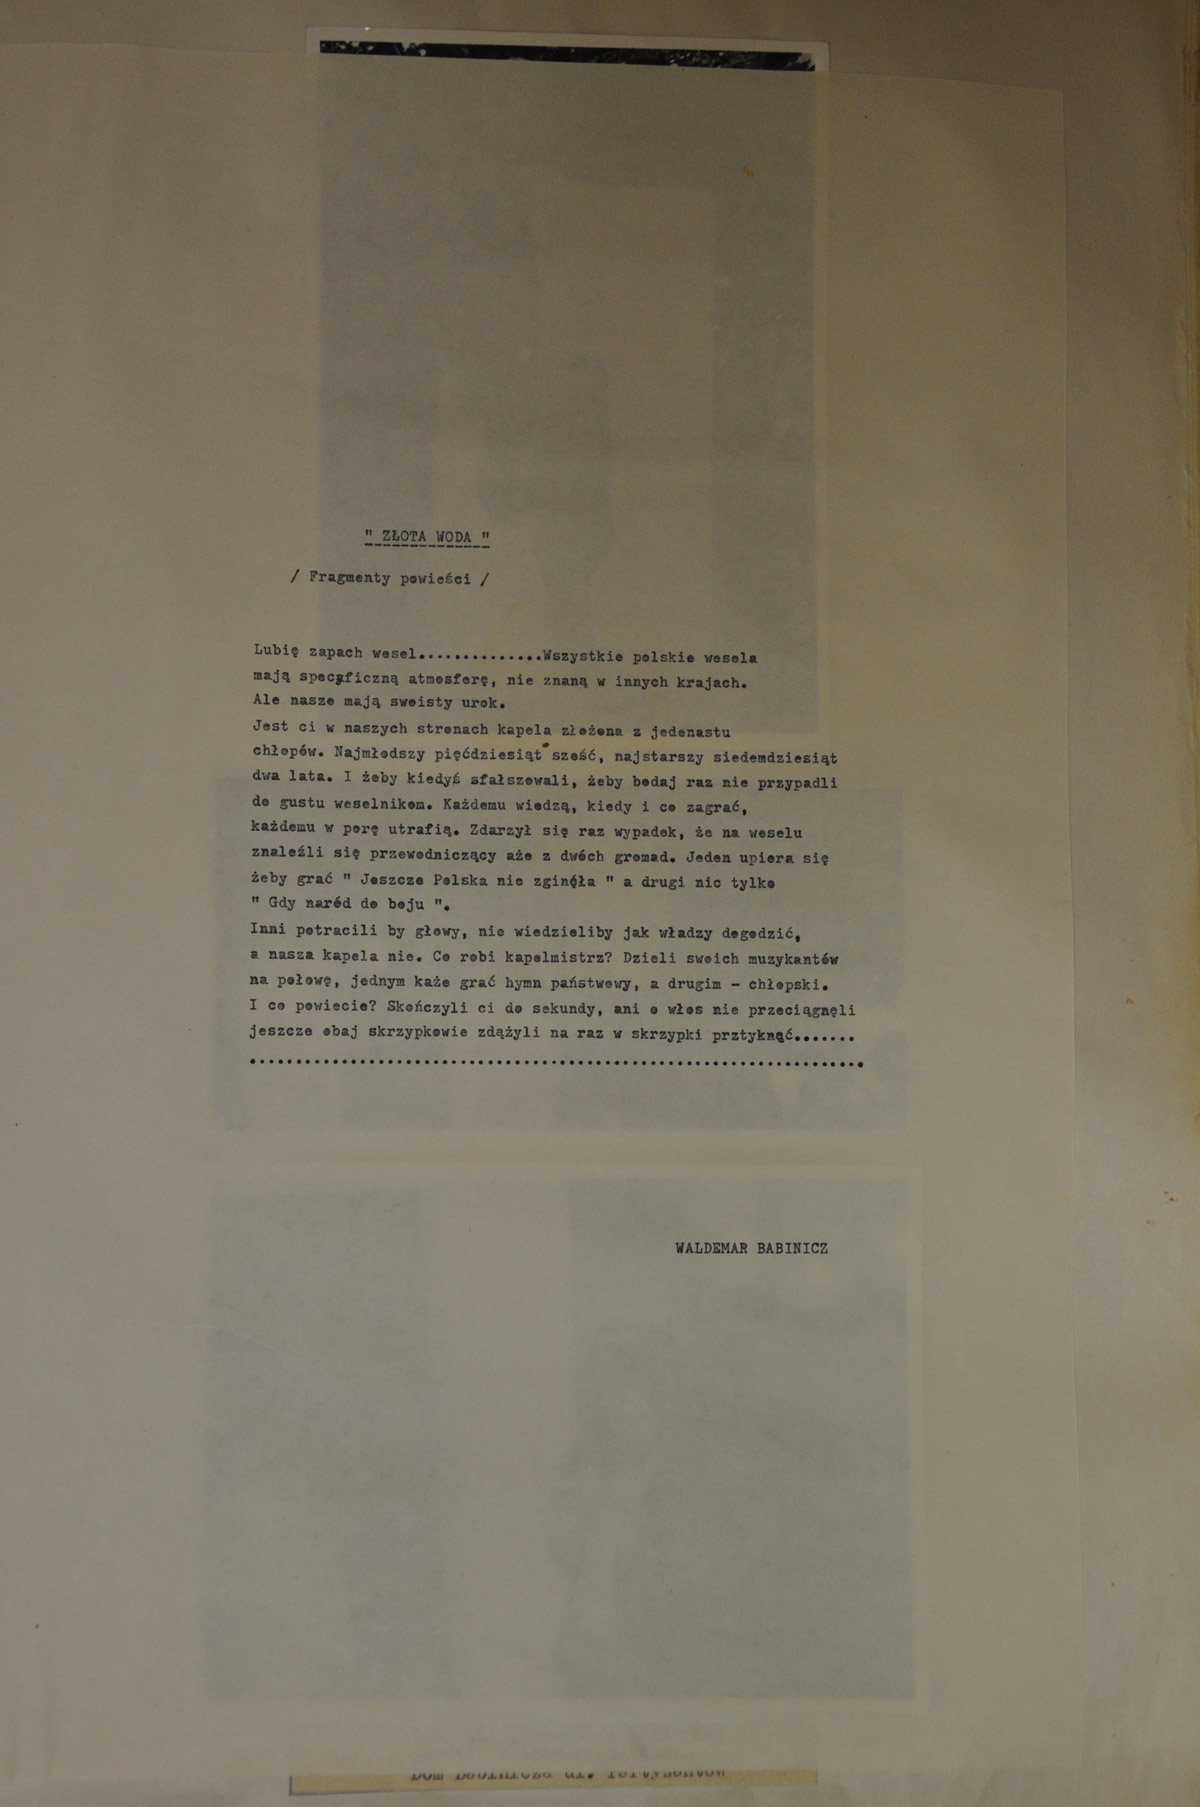 " ZŁOTA WODA "
/ Fragmenty powieści /
Lubię zapach wesel..............Wszystkie polskie wesela
mają specyficzną atmosferę, nie znaną w innych krajach.
Ale nasze mają swoisty urok.
Jest ci w naszych stronach kapela złożona z jedenastu
chłopów. Najmłodszy pięćdziesiąt sześć, najstarszy siedemdziesiąt
dwa lata. I żeby kiedyś sfałszowali, żeby bodaj raz nie przypadli
do gustu weselnikom. Każdemu wiedzą, kiedy i co zagrać,
każdemu w porę utrafią. Zdarzył się raz wypadek, że na weselu
znaleźli się przewodniczący aże z dwóch gromad. Jeden upiera się
żeby grać " Jeszcze Polska nie zginęła " a drugi nic tylko
" Gdy naród do boju ".
Inni potracili by głowy, nie wiedzieliby jak władzy dogodzić,
a nasza kapela nie. Co robi kapelmistrz? Dzieli swoich muzykantów
na połowę, jednym każe grać hymn państwowy, a drugim – chłopski.
I co powiecie? Skończyli ci do sekundy, ani o włos nie przeciągnęli
jeszcze obaj skrzypkowie zdążyli na raz w skrzypki prztyknąć.......
....................................................................
WALDEMAR BABINICZ
Dom Babinicza ul. Partyzantów